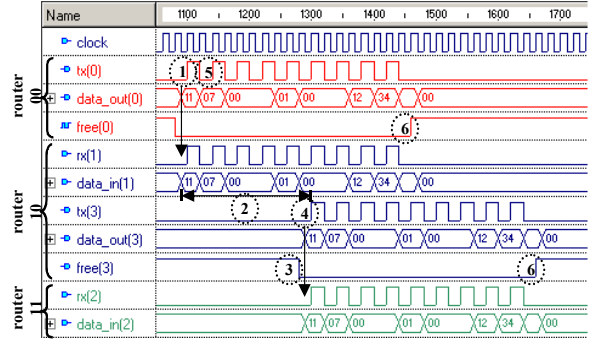 Name 1100 1200 1300 1400 1500 1600 1700
clock
router
tx(0) 1 5
data_out(0) 11 07 00 01 00 12 34 00
free(0) 6
router
rx(1)
data_in(1) 11 07 00 01 00 12 34 00
2
tx(3) 4
data_out(3) 11 07 00 01 00 12 34 00
free(3) 3 6
router
rx(2)
data_in(2) 11 07 00 01 00 12 34 00